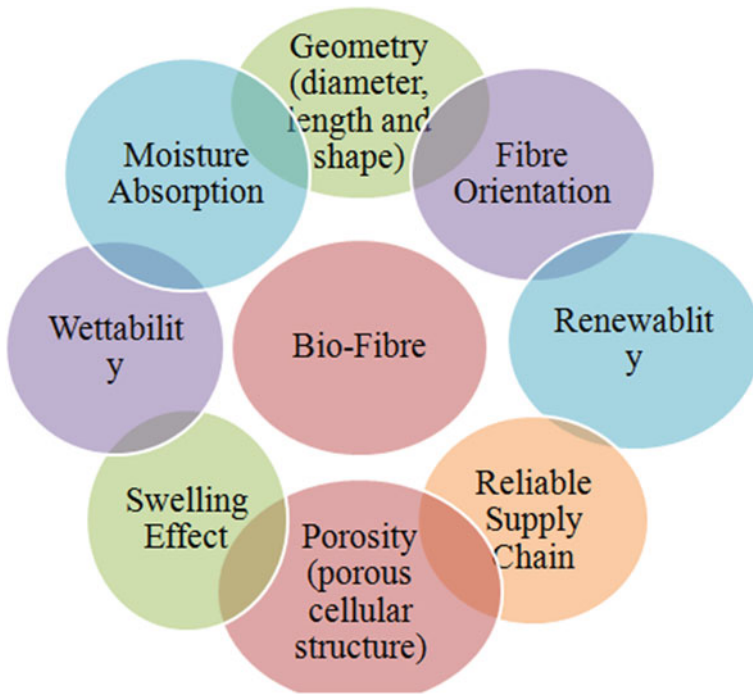 Geometry
(diameter,
length and
shape)
Moisture
Absorption
Fibre
Orientation
Wettabilit
y
Bio-Fibre
Renewablit
y
Swelling
Effect
Reliable
Supply
Chain
Porosity
(porous
cellular
structure)